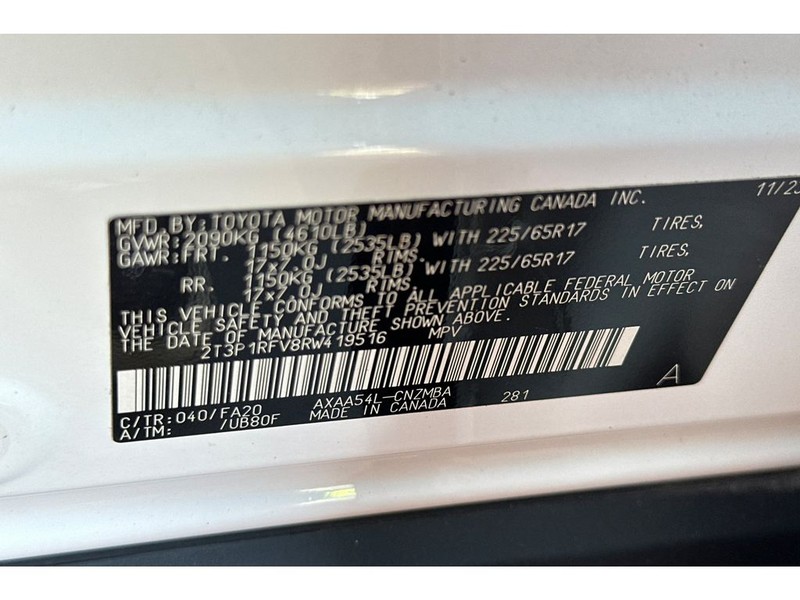 MFD.BY:TOYOTA MOTOR MANUFACTURING CANADA INC. 11/23
GVWR:2090KG (4610LB)
GAWR:FRT. 1150KG (2535LB) WITH 225/65R17 TIRES,
17x7.0J RIMS.
RR. 1150KG (2535LB) WITH 225/65R17 TIRES,
17x7.0J RIMS.
THIS VEHICLE CONFORMS TO ALL APPLICABLE FEDERAL MOTOR
VEHICLE SAFETY AND THEFT PREVENTION STANDARDS IN EFFECT ON
THE DATE OF MANUFACTURE SHOWN ABOVE.
2T3P1RFV8RW419516 MPV
A
C/TR:040/FA20 AXAA54L-CNZMBA 281
A/TM: /UB80F MADE IN CANADA